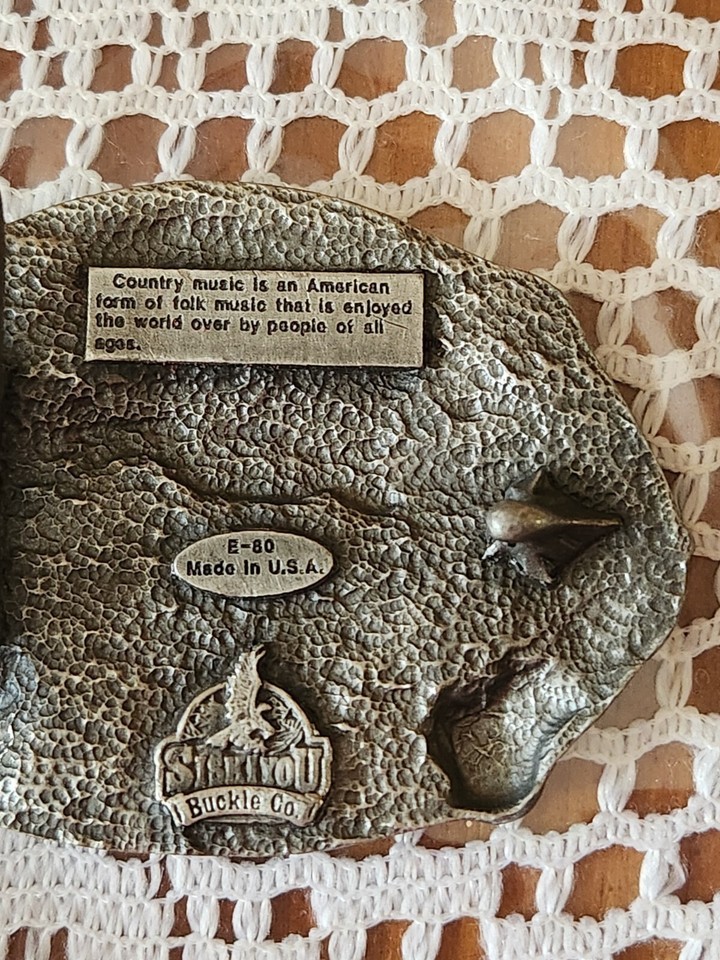 Country music is an American
form of folk music that is enjoyed
the world over by people of all
ages.
E-80
Made In U.S.A.
SISKIYOU
Buckle Co.